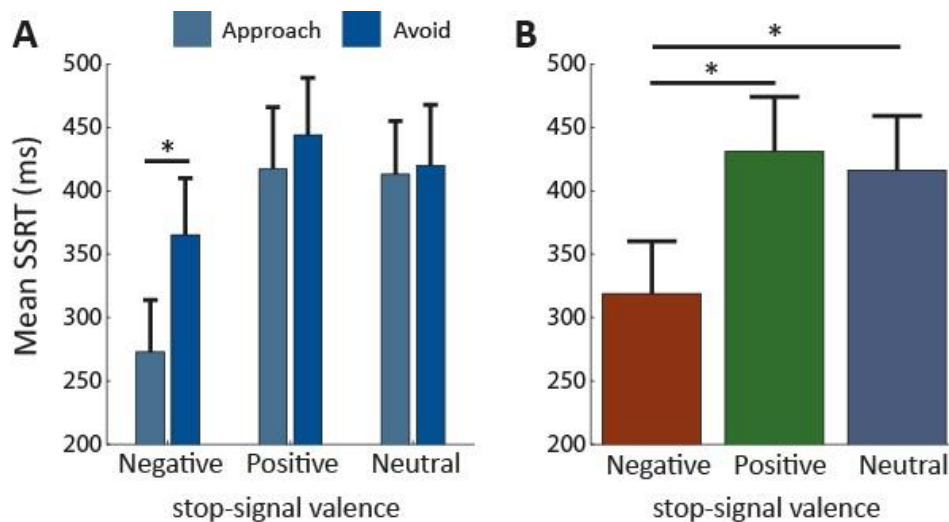 A
Approach
Avoid
B
Mean SSRT (ms)
500
450
400
350
300
250
200
*
Negative
Positive
Neutral
stop-signal valence
500
450
400
350
300
250
200
*
*
Negative
Positive
Neutral
stop-signal valence